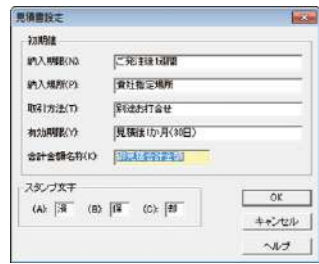 見積書設定
初期値
納入期限(N): ご発注後1週間
納入場所(P): 貴社指定場所
取引方法(T): 別途お打合せ
有効期限(Y): 見積後1か月(30日)
合計金額名称(K): 御見積合計金額
スタンプ文字
(A): 済 (B): 保 (C): 却
OK
キャンセル
ヘルプ